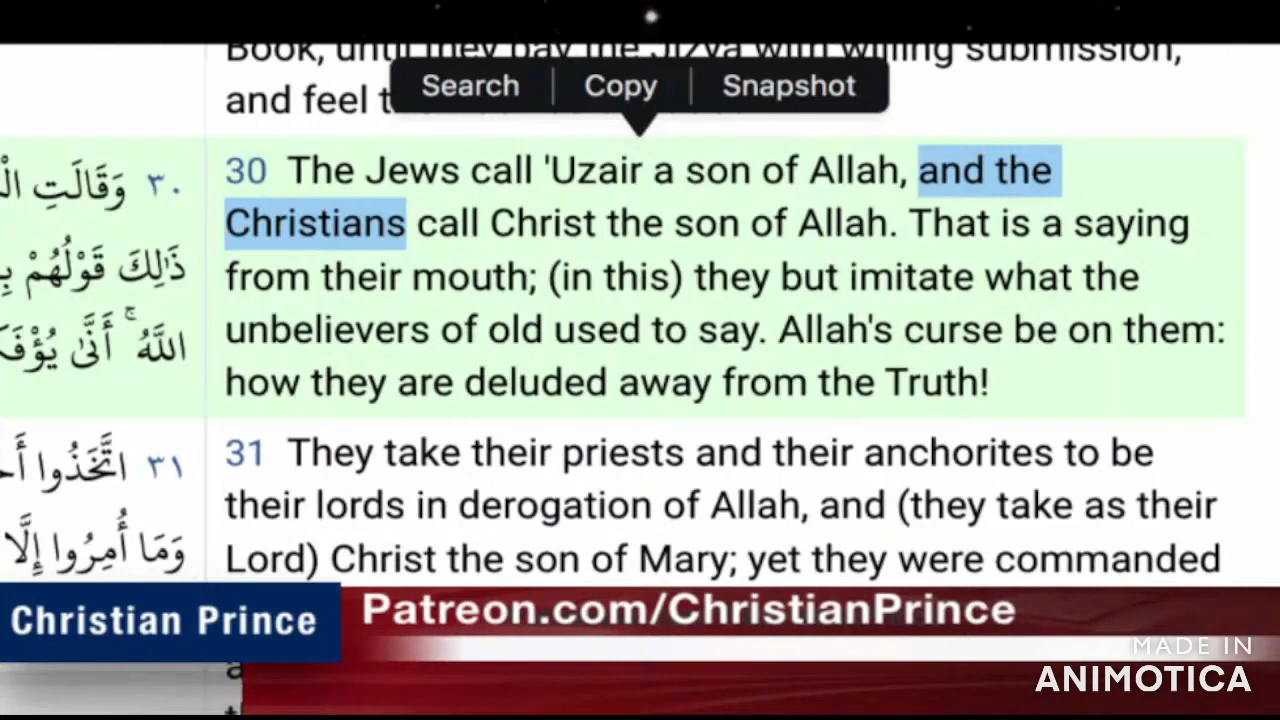 Book, until they pay the Jizya with willing submission,
Search Copy Snapshot
and feel
٣٠ وَقَالَتِ
30 The Jews call 'Uzair a son of Allah, and the
Christians call Christ the son of Allah. That is a saying
ذَٰلِكَ قَوْلُهُمْ
from their mouth; (in this) they but imitate what the
unbelievers of old used to say. Allah's curse be on them:
اللَّهُ ۚ أَنَّىٰ
how they are deluded away from the Truth!
٣١ اتَّخَذُوا
31 They take their priests and their anchorites to be
their lords in derogation of Allah, and (they take as their
وَمَا أُمِرُوا إِلَّا
Lord) Christ the son of Mary; yet they were commanded
Christian Prince
Patreon.com/ChristianPrince
MADE IN
ANIMOTICA